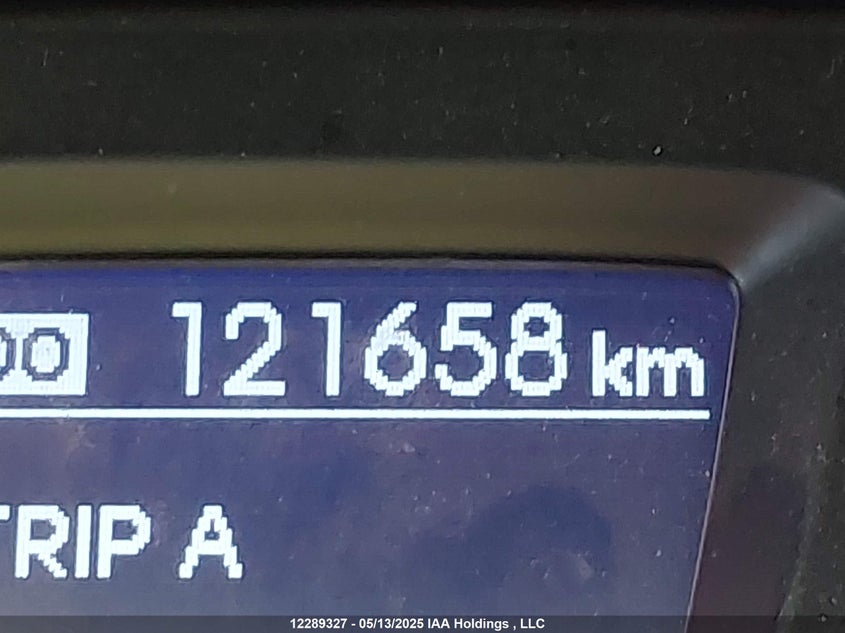 121658 km
TRIP A
12289327 - 05/13/2025 IAA Holdings , LLC